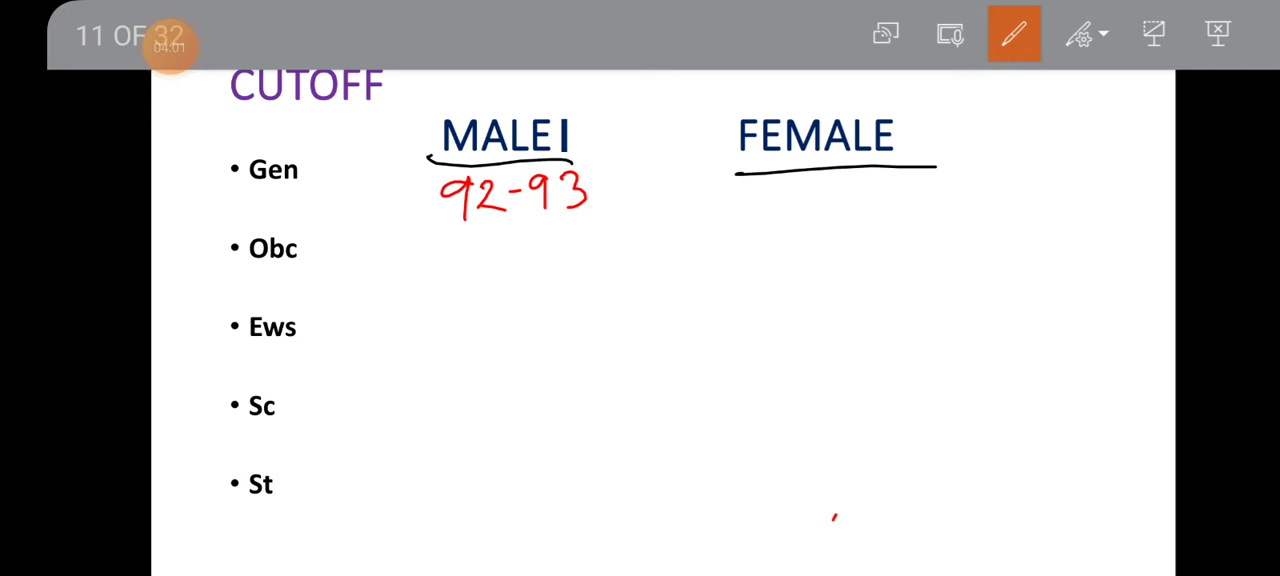 11 OF 32
04:01
CUTOFF
MALE FEMALE
• Gen 92-93
• Obc
• Ews
• Sc
• St